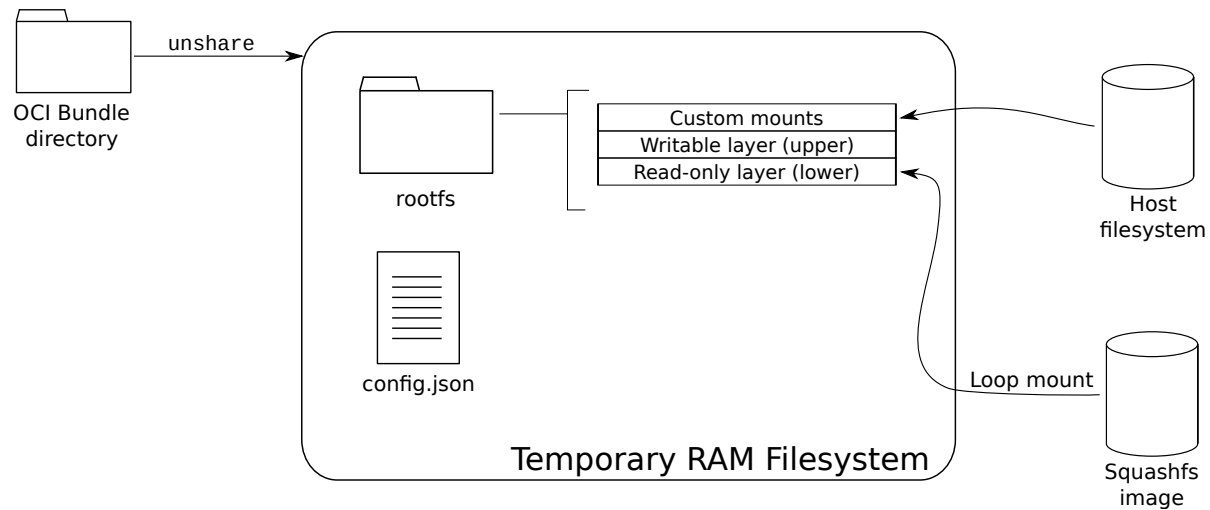 unshare
OCI Bundle
directory
rootfs
Custom mounts
Writable layer (upper)
Read-only layer (lower)
Host
filesystem
config.json
Loop mount
Temporary RAM Filesystem
Squashfs
image